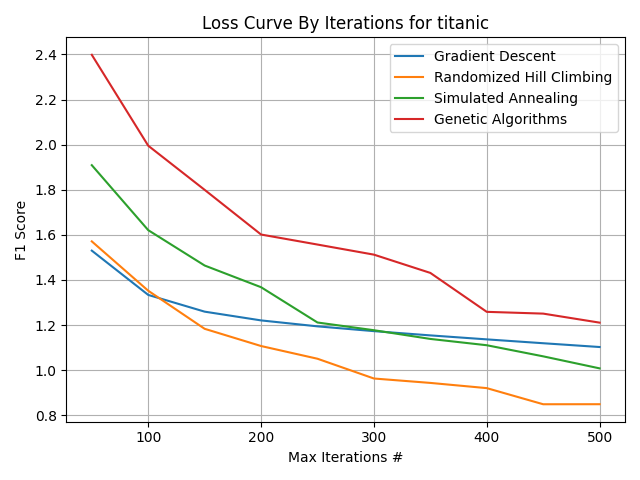 Loss Curve By Iterations for titanic
Gradient Descent
Randomized Hill Climbing
Simulated Annealing
Genetic Algorithms
F1 Score
2.4
2.2
2.0
1.8
1.6
1.4
1.2
1.0
0.8
100 200 300 400 500
Max Iterations #